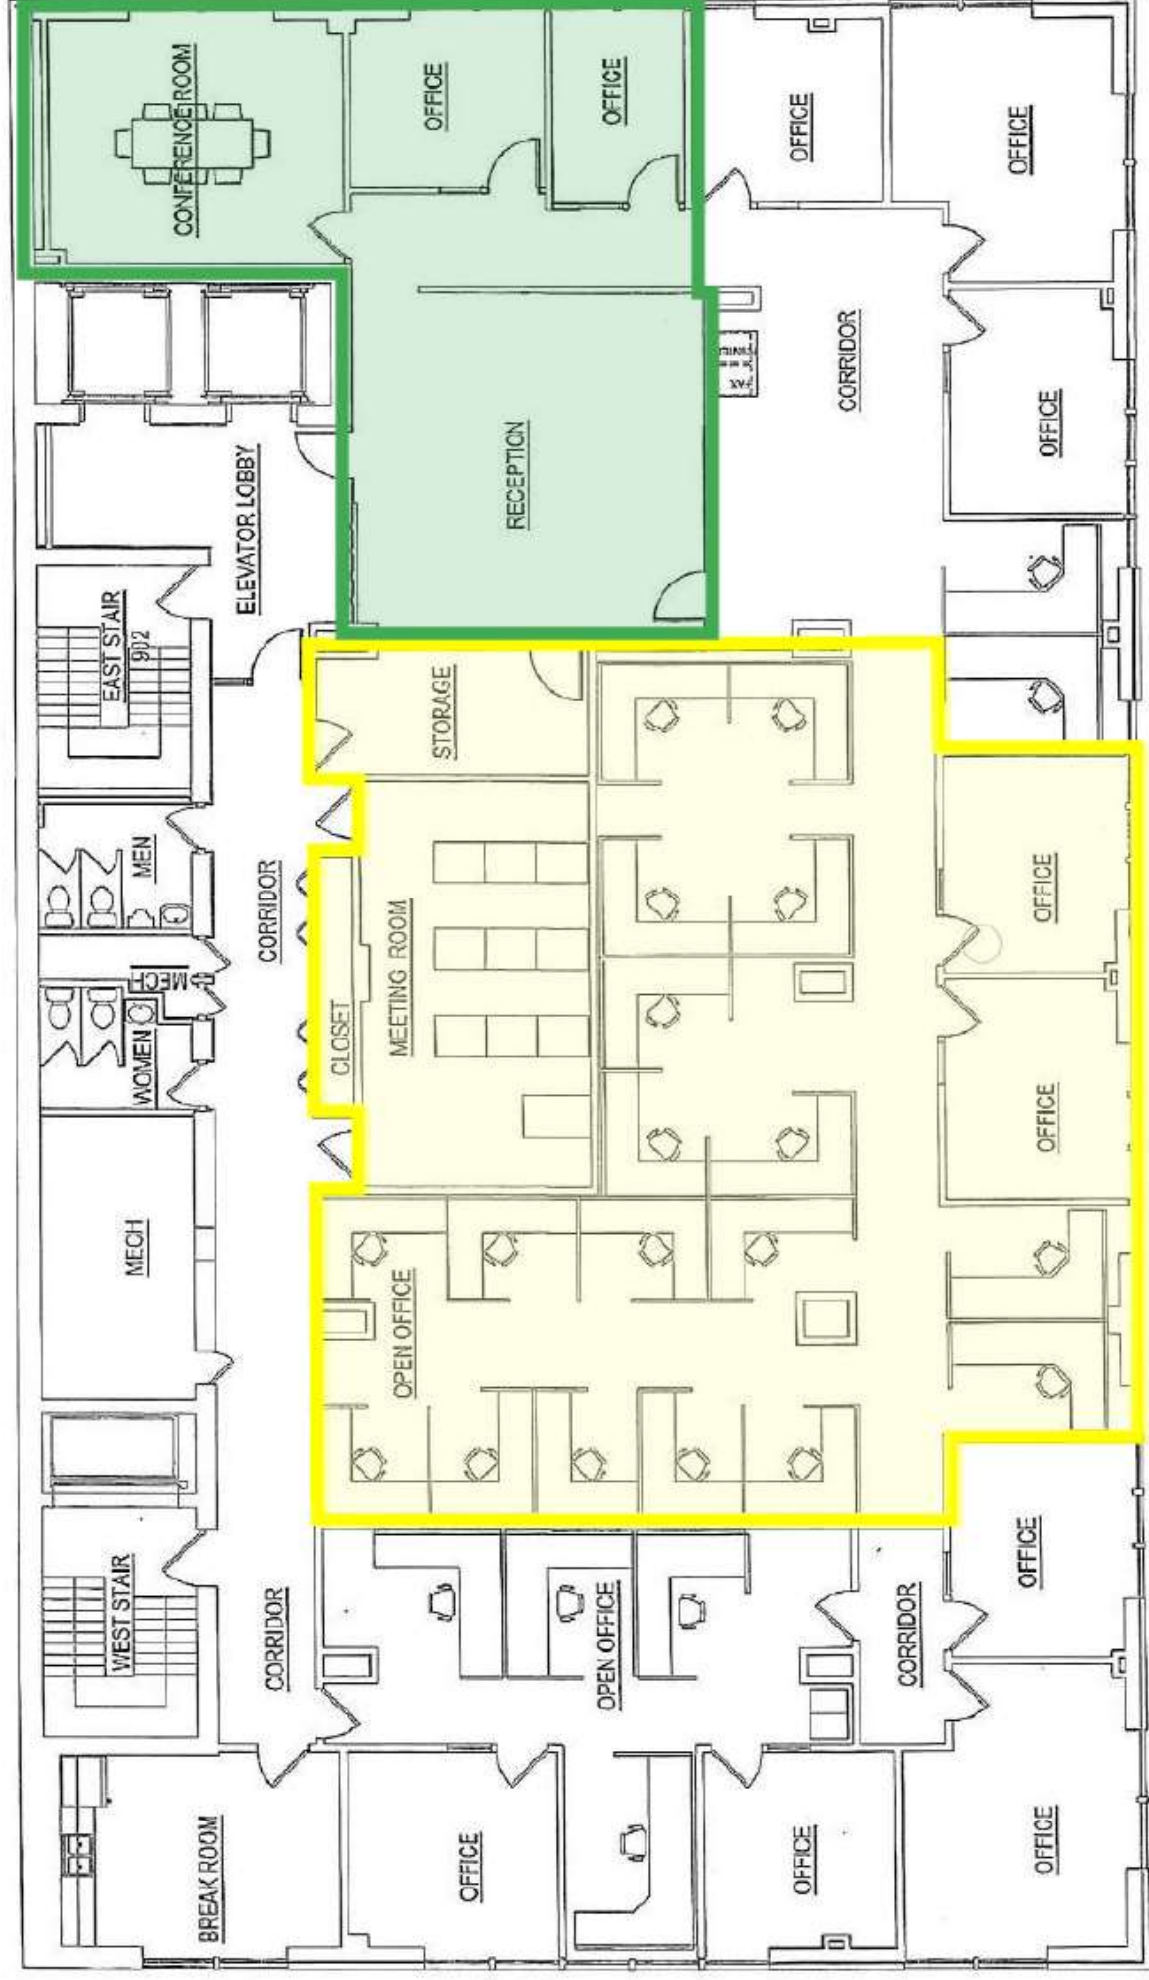 CONFERENCE ROOM
OFFICE
OFFICE
OFFICE
OFFICE
ELEVATOR LOBBY
RECEPTION
CORRIDOR
OFFICE
EAST STAIR
902
STORAGE
MEN
CORRIDOR
MECH
WOMEN
CLOSET
MEETING ROOM
OFFICE
OFFICE
MECH
OPEN OFFICE
WEST STAIR
CORRIDOR
OPEN OFFICE
CORRIDOR
OFFICE
BREAK ROOM
OFFICE
OFFICE
OFFICE
FAX